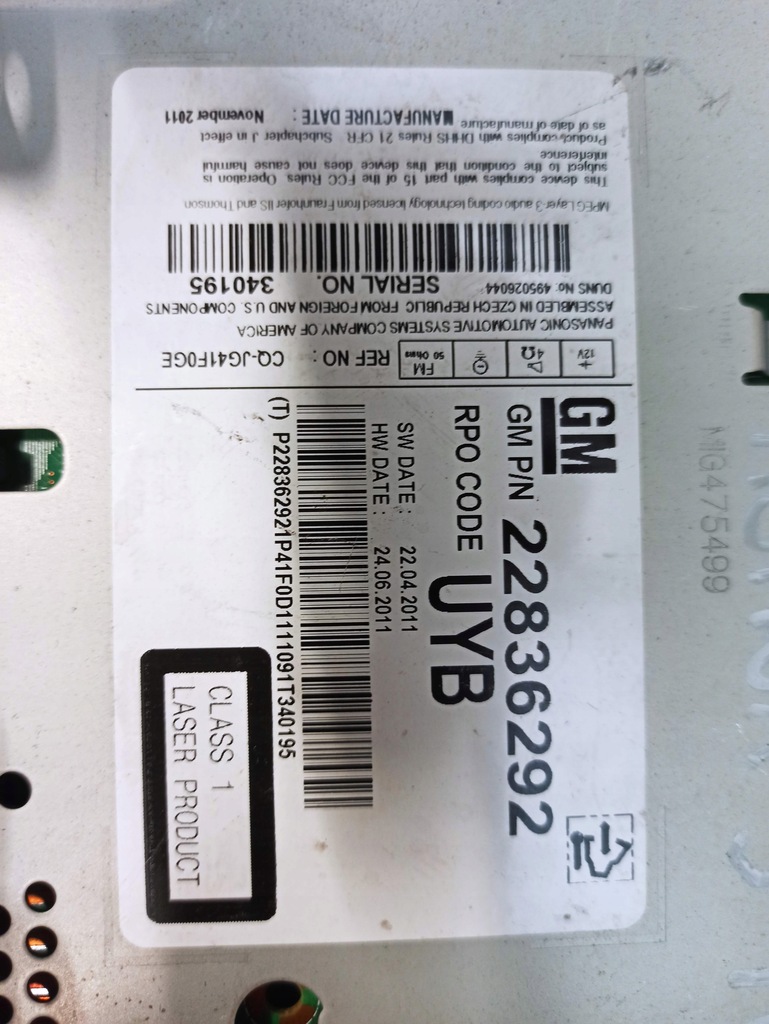 GM
GM P/N 22836292
RPO CODE UYB
SW DATE : 22.04.2011
HW DATE : 24.06.2011
(T) P228362921P41F0D1111091T340195
CLASS 1
LASER PRODUCT
+ 12V
4Ω
FM 50 Ohms
REF NO : CQ-JG41F0GE
PANASONIC AUTOMOTIVE SYSTEMS COMPANY OF AMERICA
ASSEMBLED IN CZECH REPUBLIC FROM FOREIGN AND U.S. COMPONENTS
DUNS No: 495026044 SERIAL NO. 340195
MPEG Layer-3 audio coding technology licensed from Fraunhofer IIS and Thomson
This device complies with part 15 of the FCC Rules. Operation is
subject to the condition that this device does not cause harmful
interference
Product complies with DHHS Rules 21 CFR Subchapter J in effect
as of date of manufacture MANUFACTURE DATE : November 2011
MIG475499